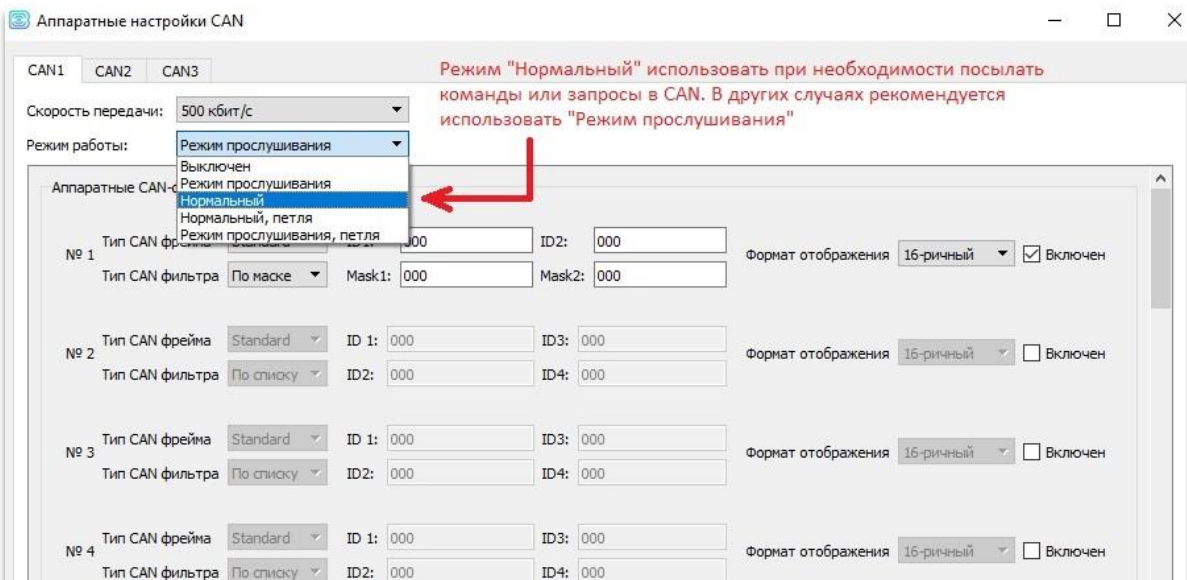 Аппаратные настройки CAN
CAN1 CAN2 CAN3
Режим "Нормальный" использовать при необходимости посылать
команды или запросы в CAN. В других случаях рекомендуется
использовать "Режим прослушивания"
Скорость передачи: 500 кбит/с
Режим работы: Режим прослушивания
Выключен
Аппаратные CAN- Режим прослушивания
Нормальный
Нормальный, петля
Режим прослушивания, петля
№ 1 Тип CAN 000 ID2: 000
Формат отображения 16-ричный Включен
Тип CAN фильтра По маске Mask1: 000 Mask2: 000
Тип CAN фрейма Standard ID 1: 000 ID3: 000
№ 2 Формат отображения 16-ричный Включен
Тип CAN фильтра По списку ID2: 000 ID4: 000
Тип CAN фрейма Standard ID 1: 000 ID3: 000
№ 3 Формат отображения 16-ричный Включен
Тип CAN фильтра По списку ID2: 000 ID4: 000
Тип CAN фрейма Standard ID 1: 000 ID3: 000
№ 4 Формат отображения 16-ричный Включен
Тип CAN фильтра По списку ID2: 000 ID4: 000